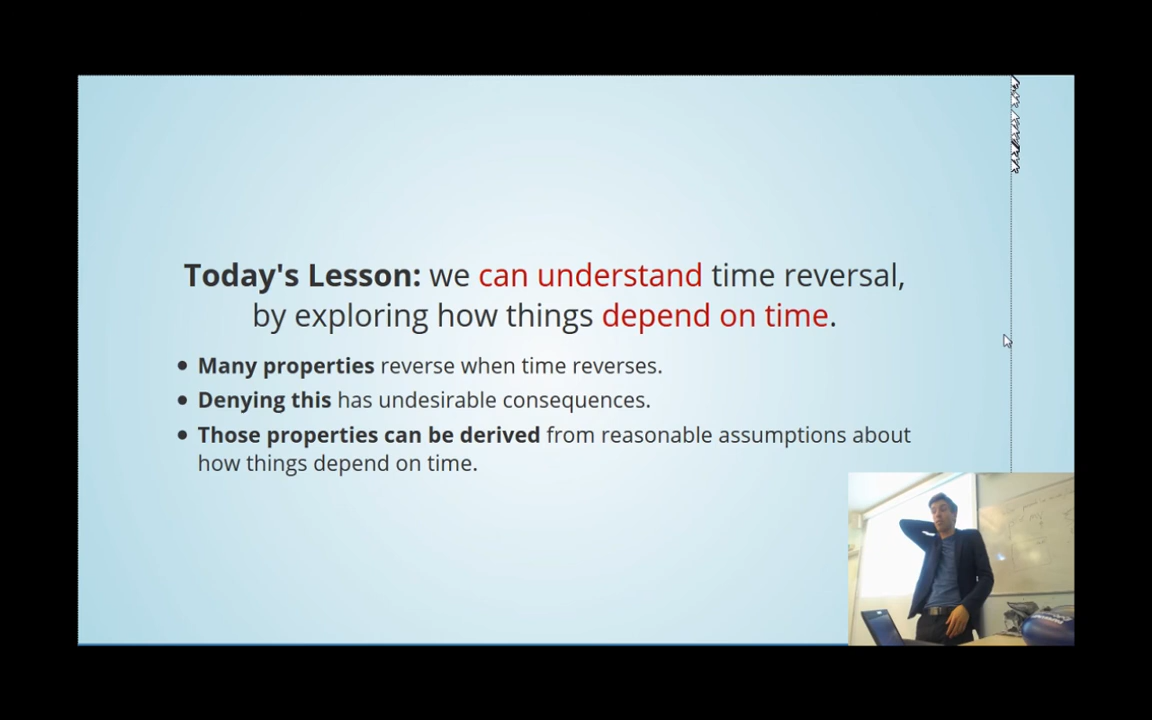 Today's Lesson: we can understand time reversal,
by exploring how things depend on time.
• Many properties reverse when time reverses.
• Denying this has undesirable consequences.
• Those properties can be derived from reasonable assumptions about
how things depend on time.